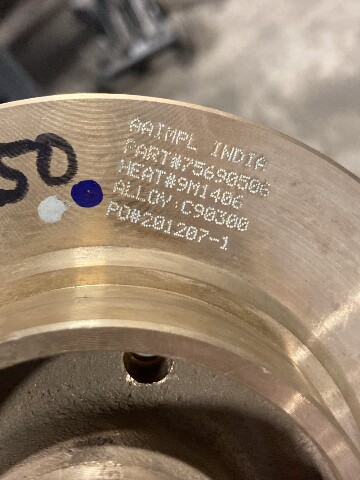 50
AAIMPL INDIA
PART#75690506
HEAT#9M1406
ALLOY:C90300
PO#201207-1